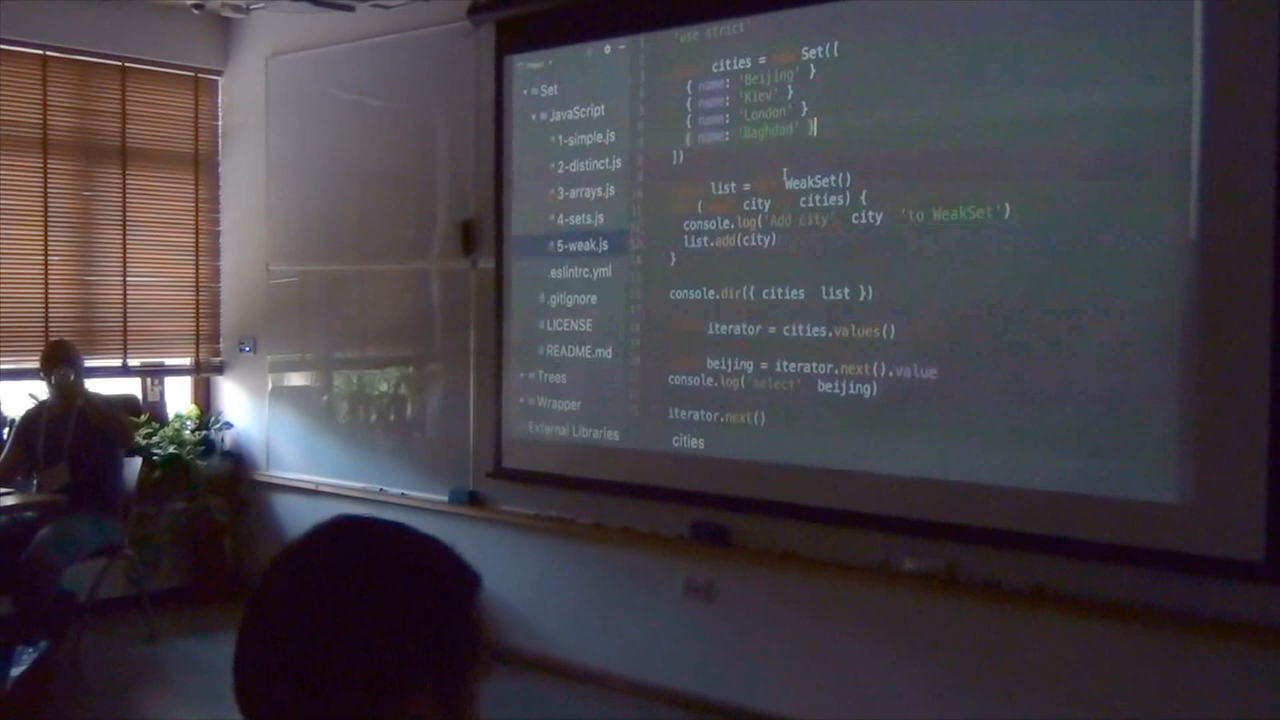 Set
JavaScript
1-simple.js
2-distinct.js
3-arrays.js
4-sets.js
5-weak.js
.eslintrc.yml
.gitignore
LICENSE
README.md
Trees
Wrapper
External Libraries
'use strict'
cities = Set([
{ name: 'Beijing' }
{ name: 'Kiev' }
{ name: 'London' }
{ name: 'Baghdad' }
])
list = WeakSet()
( city cities) {
console.log('Add city' city 'to WeakSet')
list.add(city)
}
console.dir({ cities list })
iterator = cities.values()
beijing = iterator.next().value
console.log('select' beijing)
iterator.next()
cities